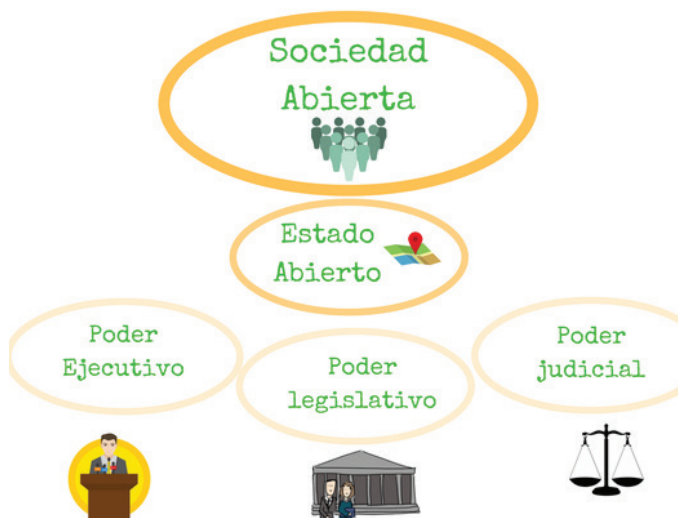 Sociedad
Abierta
Estado
Abierto
Poder
Ejecutivo
Poder
legislativo
Poder
judicial